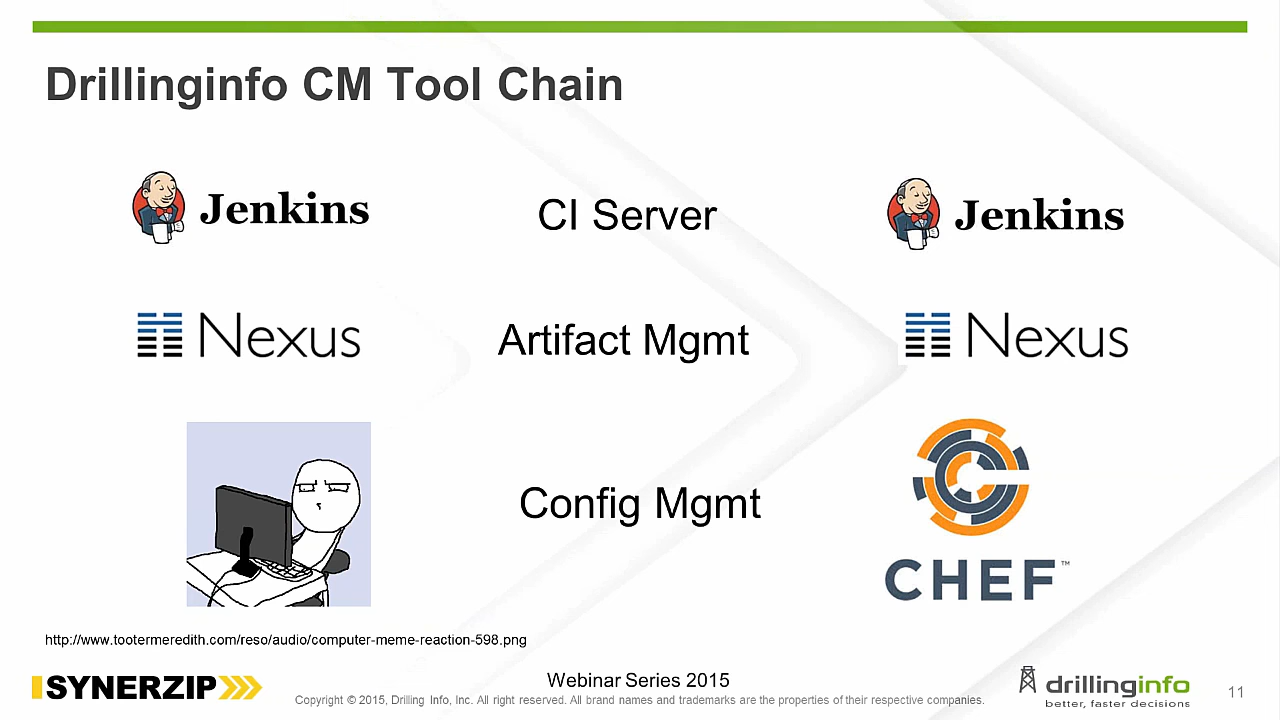 Drillinginfo CM Tool Chain
Jenkins
CI Server
Jenkins
Nexus
Artifact Mgmt
Nexus
Config Mgmt
CHEF™
http://www.tootermeredith.com/reso/audio/computer-meme-reaction-598.png
SYNERZIP
Webinar Series 2015
Copyright © 2015, Drilling Info, Inc. All right reserved. All brand names and trademarks are the properties of their respective companies.
drillinginfo
better, faster decisions
11